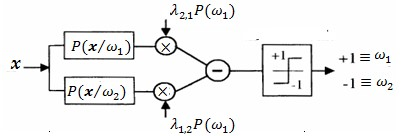 λ₂,₁P(ω₁)
P(x/ω₁)
×
+1
+1 ≡ ω₁
x
−
-1
-1 ≡ ω₂
P(x/ω₂)
×
λ₁,₂P(ω₁)